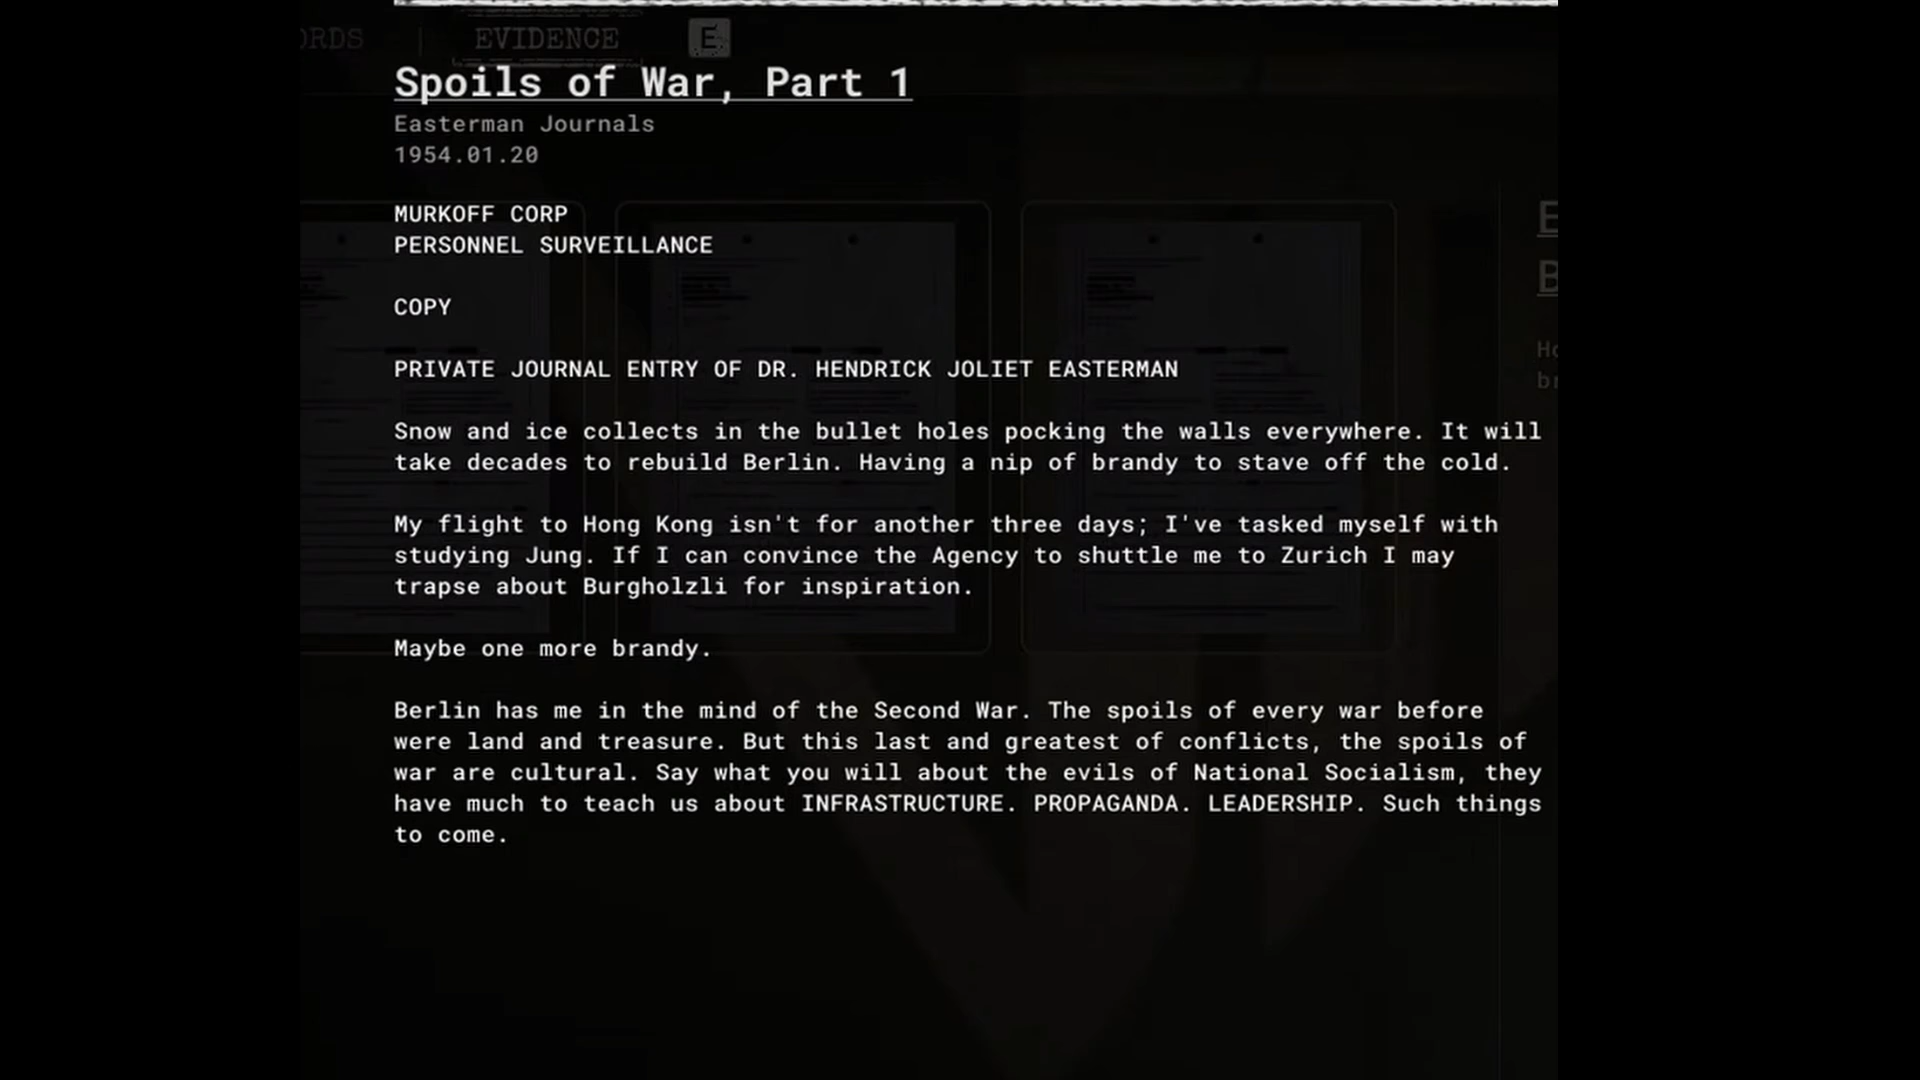 EVIDENCE E
Spoils of War, Part 1
Easterman Journals
1954.01.20
MURKOFF CORP
PERSONNEL SURVEILLANCE
COPY
PRIVATE JOURNAL ENTRY OF DR. HENDRICK JOLIET EASTERMAN
Snow and ice collects in the bullet holes pocking the walls everywhere. It will
take decades to rebuild Berlin. Having a nip of brandy to stave off the cold.
My flight to Hong Kong isn't for another three days; I've tasked myself with
studying Jung. If I can convince the Agency to shuttle me to Zurich I may
trapse about Burgholzli for inspiration.
Maybe one more brandy.
Berlin has me in the mind of the Second War. The spoils of every war before
were land and treasure. But this last and greatest of conflicts, the spoils of
war are cultural. Say what you will about the evils of National Socialism, they
have much to teach us about INFRASTRUCTURE. PROPAGANDA. LEADERSHIP. Such things
to come.